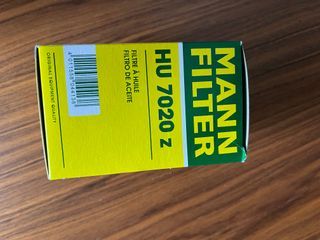 MANN
FILTER
HU 7020 z
FILTRE À HUILE
FILTRO DE ACEITE
ORIGINAL EQUIPMENT QUALITY